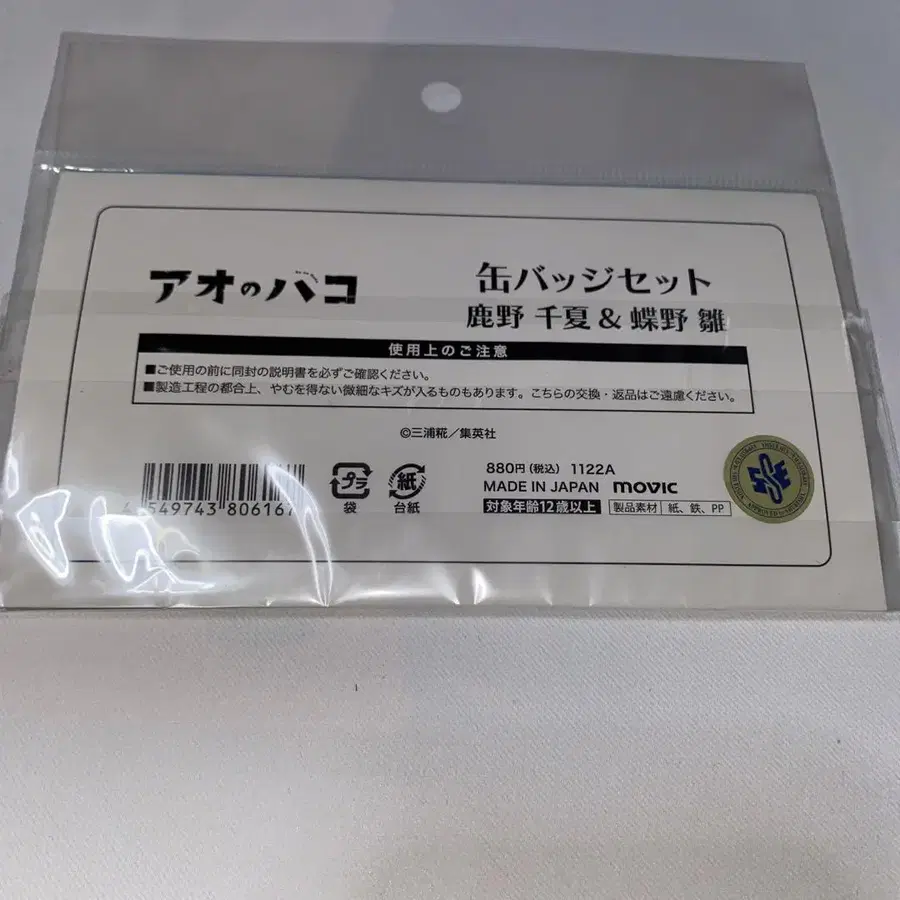 アオのハコ
缶バッジセット
鹿野 千夏 & 蝶野 雛
使用上のご注意
■ご使用の前に同封の説明書を必ずご確認ください。
■製造工程の都合上、やむを得ない微細なキズが入るものもあります。こちらの交換・返品はご遠慮ください。
©三浦糀／集英社
4 549743 806167
プラ
袋
紙
台紙
880円(税込) 1122A
MADE IN JAPAN movic
対象年齢12歳以上 製品素材 紙、鉄、PP